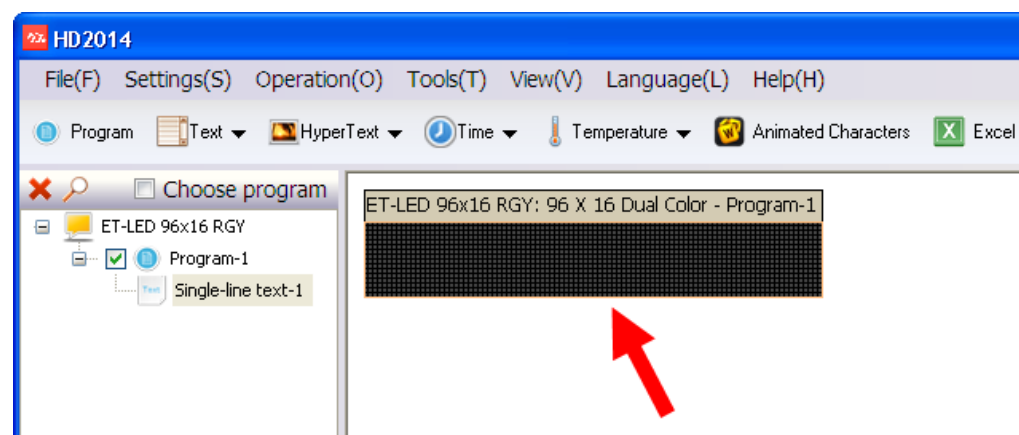 HD2014
File(F) Settings(S) Operation(O) Tools(T) View(V) Language(L) Help(H)
Program Text HyperText Time Temperature Animated Characters Excel
Choose program
ET-LED 96x16 RGY: 96 X 16 Dual Color - Program-1
ET-LED 96x16 RGY
Program-1
Text Single-line text-1